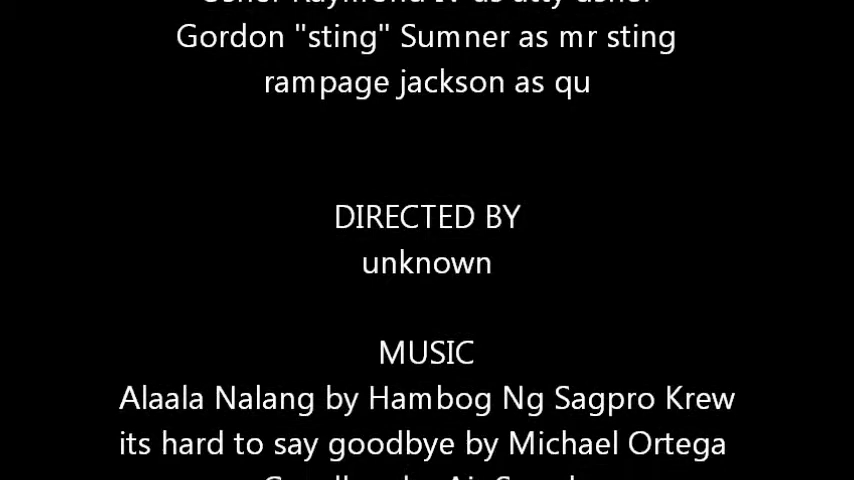 Gordon "sting" Sumner as mr sting
rampage jackson as qu
DIRECTED BY
unknown
MUSIC
Alaala Nalang by Hambog Ng Sagpro Krew
its hard to say goodbye by Michael Ortega